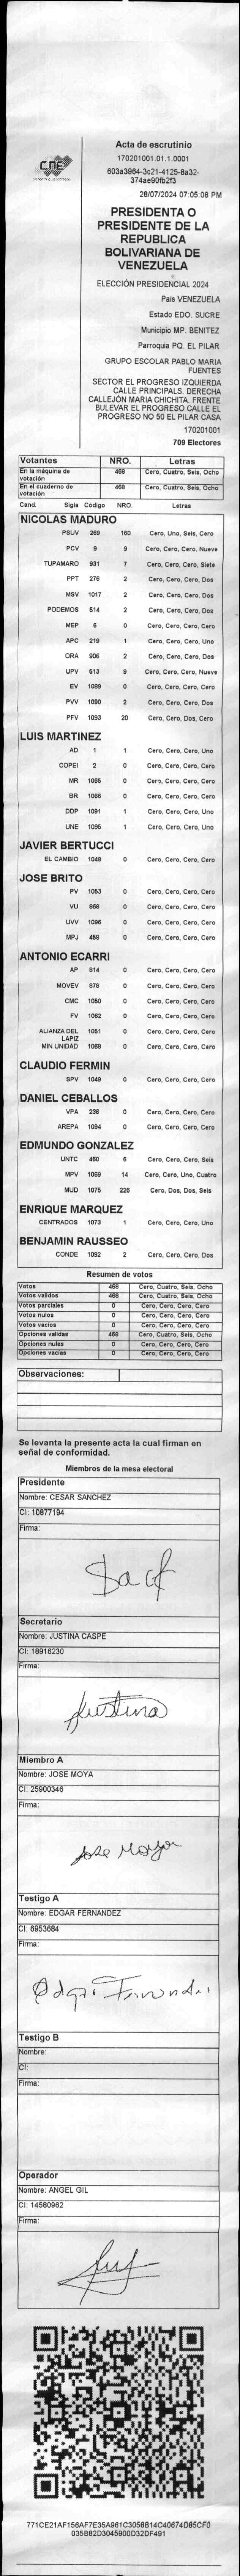 CNE
Acta de escrutinio
170201001.01.1.0001
603a3964-3c21-4125-8a32-
374ae90fb2f3
28/07/2024 07:05:08 PM
PRESIDENTA O
PRESIDENTE DE LA
REPUBLICA
BOLIVARIANA DE
VENEZUELA
ELECCIÓN PRESIDENCIAL 2024
País VENEZUELA
Estado EDO. SUCRE
Municipio MP. BENITEZ
Parroquia PQ. EL PILAR
GRUPO ESCOLAR PABLO MARIA
FUENTES
SECTOR EL PROGRESO IZQUIERDA
CALLE PRINCIPALS. DERECHA
CALLEJÓN MARIA CHICHITA. FRENTE
BULEVAR EL PROGRESO CALLE EL
PROGRESO NO 50 EL PILAR CASA
170201001
709 Electores
Votantes NRO. Letras
En la máquina de votación 468 Cero, Cuatro, Seis, Ocho
En el cuaderno de votación 468 Cero, Cuatro, Seis, Ocho
Cand. Sigla Código NRO. Letras
NICOLAS MADURO
PSUV 269 160 Cero, Uno, Seis, Cero
PCV 9 9 Cero, Cero, Cero, Nueve
TUPAMARO 931 7 Cero, Cero, Cero, Siete
PPT 276 2 Cero, Cero, Cero, Dos
MSV 1017 2 Cero, Cero, Cero, Dos
PODEMOS 514 2 Cero, Cero, Cero, Dos
MEP 6 0 Cero, Cero, Cero, Cero
APC 219 1 Cero, Cero, Cero, Uno
ORA 906 2 Cero, Cero, Cero, Dos
UPV 513 9 Cero, Cero, Cero, Nueve
EV 1089 0 Cero, Cero, Cero, Cero
PVV 1090 2 Cero, Cero, Cero, Dos
PFV 1093 20 Cero, Cero, Dos, Cero
LUIS MARTINEZ
AD 1 1 Cero, Cero, Cero, Uno
COPEI 2 0 Cero, Cero, Cero, Cero
MR 1065 0 Cero, Cero, Cero, Cero
BR 1066 0 Cero, Cero, Cero, Cero
DDP 1091 1 Cero, Cero, Cero, Uno
UNE 1095 1 Cero, Cero, Cero, Uno
JAVIER BERTUCCI
EL CAMBIO 1048 0 Cero, Cero, Cero, Cero
JOSE BRITO
PV 1053 0 Cero, Cero, Cero, Cero
VU 868 0 Cero, Cero, Cero, Cero
UVV 1096 0 Cero, Cero, Cero, Cero
MPJ 458 0 Cero, Cero, Cero, Cero
ANTONIO ECARRI
AP 814 0 Cero, Cero, Cero, Cero
MOVEV 878 0 Cero, Cero, Cero, Cero
CMC 1050 0 Cero, Cero, Cero, Cero
FV 1062 0 Cero, Cero, Cero, Cero
ALIANZA DEL LAPIZ 1051 0 Cero, Cero, Cero, Cero
MIN UNIDAD 1069 0 Cero, Cero, Cero, Cero
CLAUDIO FERMIN
SPV 1049 0 Cero, Cero, Cero, Cero
DANIEL CEBALLOS
VPA 236 0 Cero, Cero, Cero, Cero
AREPA 1094 0 Cero, Cero, Cero, Cero
EDMUNDO GONZALEZ
UNTC 460 6 Cero, Cero, Cero, Seis
MPV 1069 14 Cero, Cero, Uno, Cuatro
MUD 1075 226 Cero, Dos, Dos, Seis
ENRIQUE MARQUEZ
CENTRADOS 1073 1 Cero, Cero, Cero, Uno
BENJAMIN RAUSSEO
CONDE 1092 2 Cero, Cero, Cero, Dos
Resumen de votos
Votos 468 Cero, Cuatro, Seis, Ocho
Votos validos 468 Cero, Cuatro, Seis, Ocho
Votos parciales 0 Cero, Cero, Cero, Cero
Votos nulos 0 Cero, Cero, Cero, Cero
Votos vacios 0 Cero, Cero, Cero, Cero
Opciones validas 468 Cero, Cuatro, Seis, Ocho
Opciones nulas 0 Cero, Cero, Cero, Cero
Opciones vacias 0 Cero, Cero, Cero, Cero
Observaciones:
Se levanta la presente acta la cual firman en
señal de conformidad.
Miembros de la mesa electoral
Presidente
Nombre: CESAR SANCHEZ
CI: 10877194
Firma:
Secretario
Nombre: JUSTINA CASPE
CI: 18916230
Firma:
Justina
Miembro A
Nombre: JOSE MOYA
CI: 25900346
Firma:
Jose Moya
Testigo A
Nombre: EDGAR FERNANDEZ
CI: 6953684
Firma:
Edgar Fernandez
Testigo B
Nombre:
CI:
Firma:
Operador
Nombre: ANGEL GIL
CI: 14580962
Firma:
771CE21AF156AF7E35A961C3058B14C40674D85CF0
035B82D3045900D32DF491